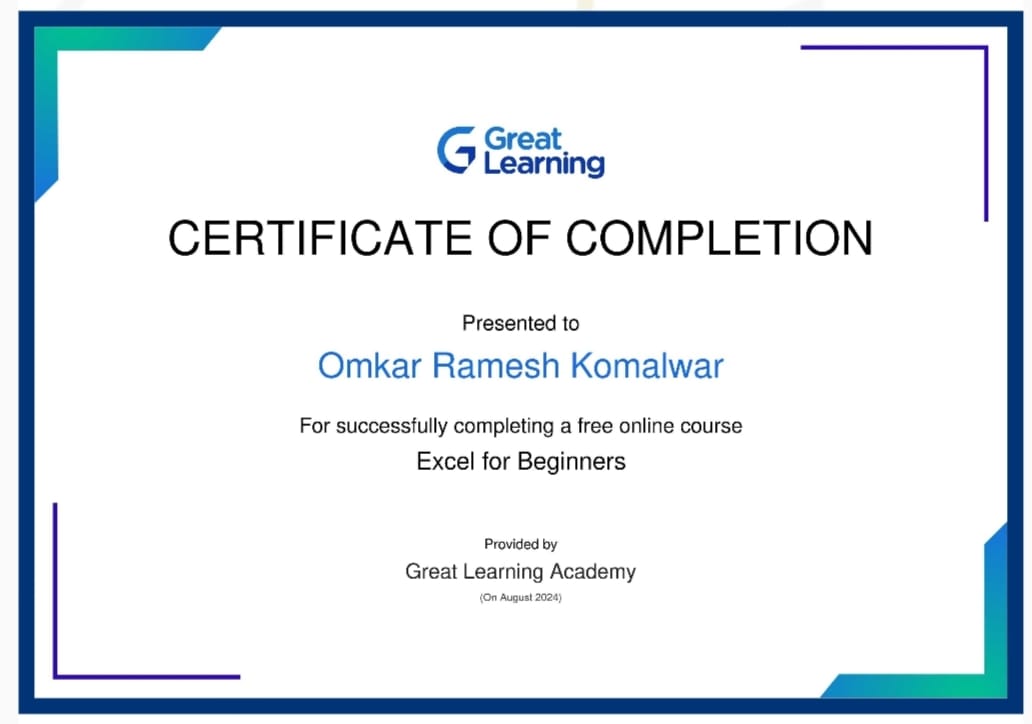 Great
Learning
CERTIFICATE OF COMPLETION
Presented to
Omkar Ramesh Komalwar
For successfully completing a free online course
Excel for Beginners
Provided by
Great Learning Academy
(On August 2024)